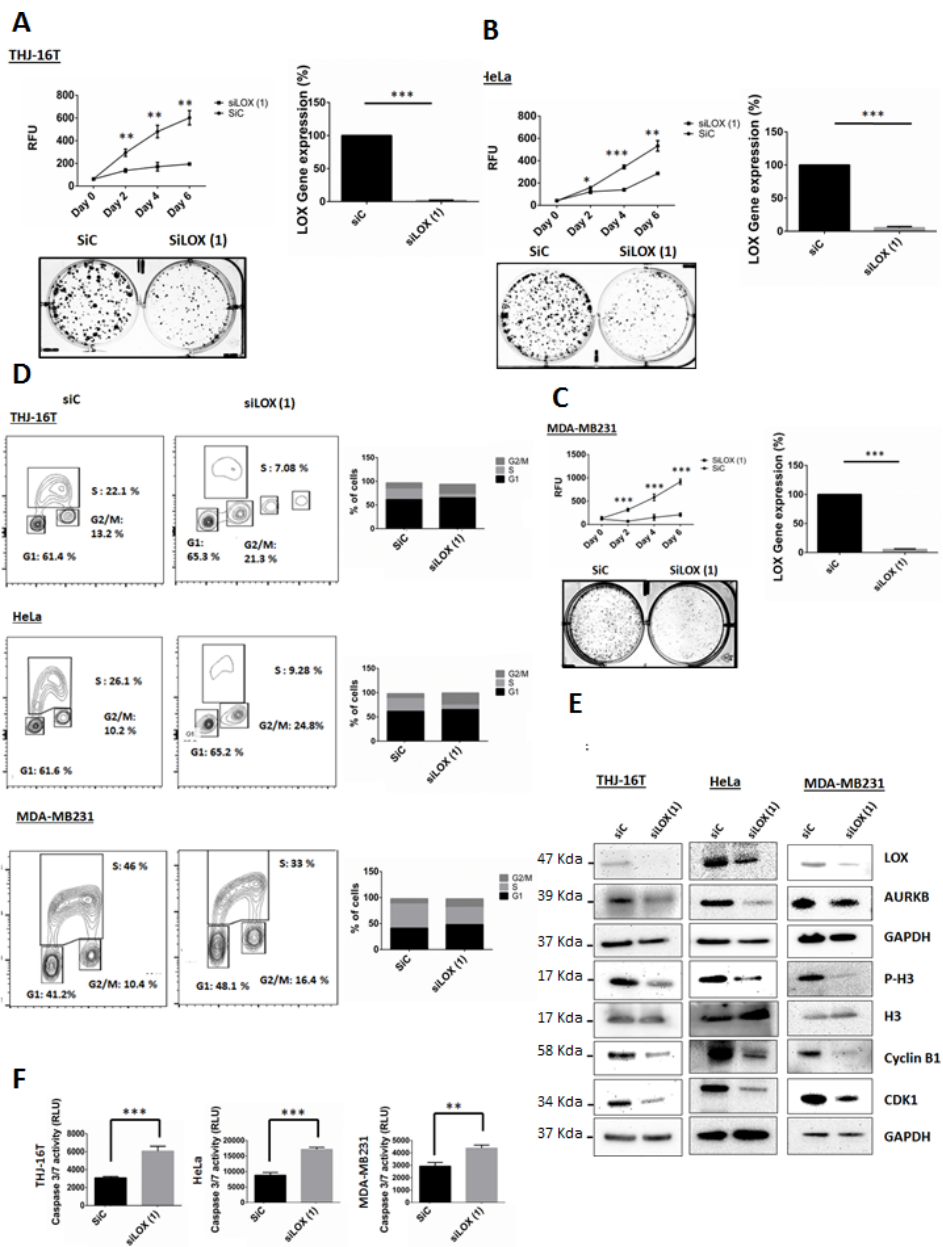 A
THJ-16T
800
600
400
200
0
RFU
Day 0
Day 2
Day 4
Day 6
**
**
**
siLOX (1)
SiC
LOX Gene expression (%)
150
100
50
0
***
siC
siLOX (1)
SiC
SiLOX (1)
B
HeLa
800
600
400
200
0
RFU
Day 0
Day 2
Day 4
Day 6
*
***
**
siLOX (1)
SiC
LOX Gene expression (%)
150
100
50
0
***
siC
siLOX (1)
SiC
SiLOX (1)
D
siC
siLOX (1)
THJ-16T
S : 22.1 %
G2/M:
13.2 %
G1: 61.4 %
S : 7.08 %
G1:
65.3 %
G2/M:
21.3 %
% of cells
150
100
50
0
SiC
siLOX (1)
G2/M
S
G1
HeLa
S : 26.1 %
G2/M:
10.2 %
G1: 61.6 %
S : 9.28 %
G2/M: 24.8%
G1
G1: 65.2 %
% of cells
150
100
50
0
SiC
siLOX (1)
G2/M
S
G1
MDA-MB231
S: 46 %
G1: 41.2%
G2/M: 10.4 %
S: 33 %
G1: 48.1 %
G2/M: 16.4 %
% of cells
150
100
50
0
SiC
siLOX (1)
G2/M
S
G1
C
MDA-MB231
1500
1000
500
0
RFU
Day 0
Day 2
Day 4
Day 6
***
***
***
SiLOX (1)
SiC
LOX Gene expression (%)
150
100
50
0
***
siC
siLOX (1)
SiC
SiLOX (1)
E
:
THJ-16T
HeLa
MDA-MB231
siC
siLOX (1)
siC
siLOX(1)
siC
siLOX (1)
47 Kda
LOX
39 Kda
AURKB
37 Kda
GAPDH
17 Kda
P-H3
17 Kda
H3
58 Kda
Cyclin B1
34 Kda
CDK1
37 Kda
GAPDH
F
THJ-16T
Caspase 3/7 activity (RLU)
8000
6000
4000
2000
0
***
SiC
siLOX (1)
HeLa
Caspase 3/7 activity (RLU)
20000
15000
10000
5000
0
***
SiC
siLOX (1)
MDA-MB231
Caspase 3/7 activity (RLU)
5000
4000
3000
2000
1000
0
**
SiC
siLOX (1)